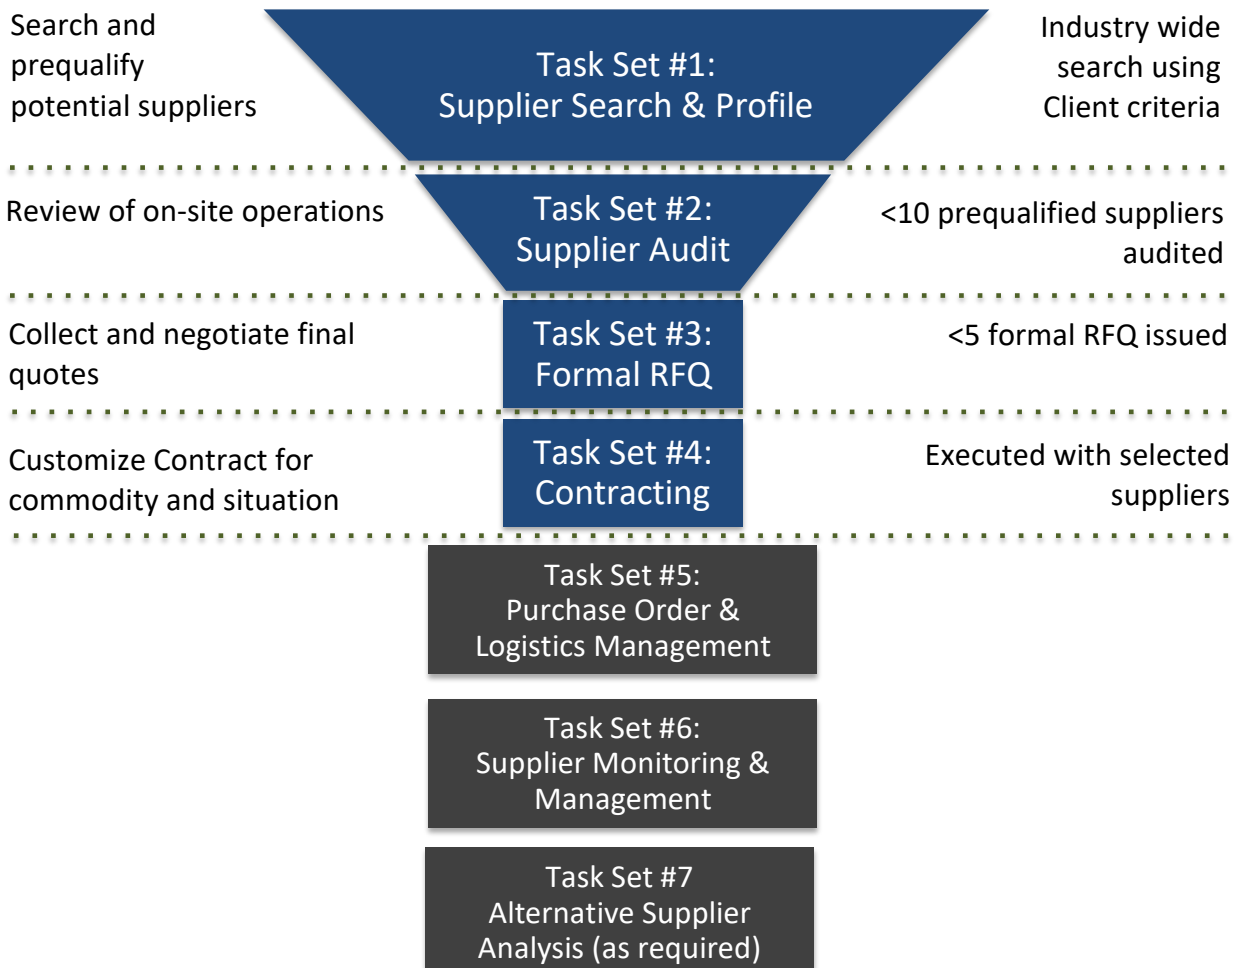 Search and
prequalify
potential suppliers
Task Set #1:
Supplier Search & Profile
Industry wide
search using
Client criteria
Review of on-site operations
Task Set #2:
Supplier Audit
<10 prequalified suppliers
audited
Collect and negotiate final
quotes
Task Set #3:
Formal RFQ
<5 formal RFQ issued
Customize Contract for
commodity and situation
Task Set #4:
Contracting
Executed with selected
suppliers
Task Set #5:
Purchase Order &
Logistics Management
Task Set #6:
Supplier Monitoring &
Management
Task Set #7
Alternative Supplier
Analysis (as required)